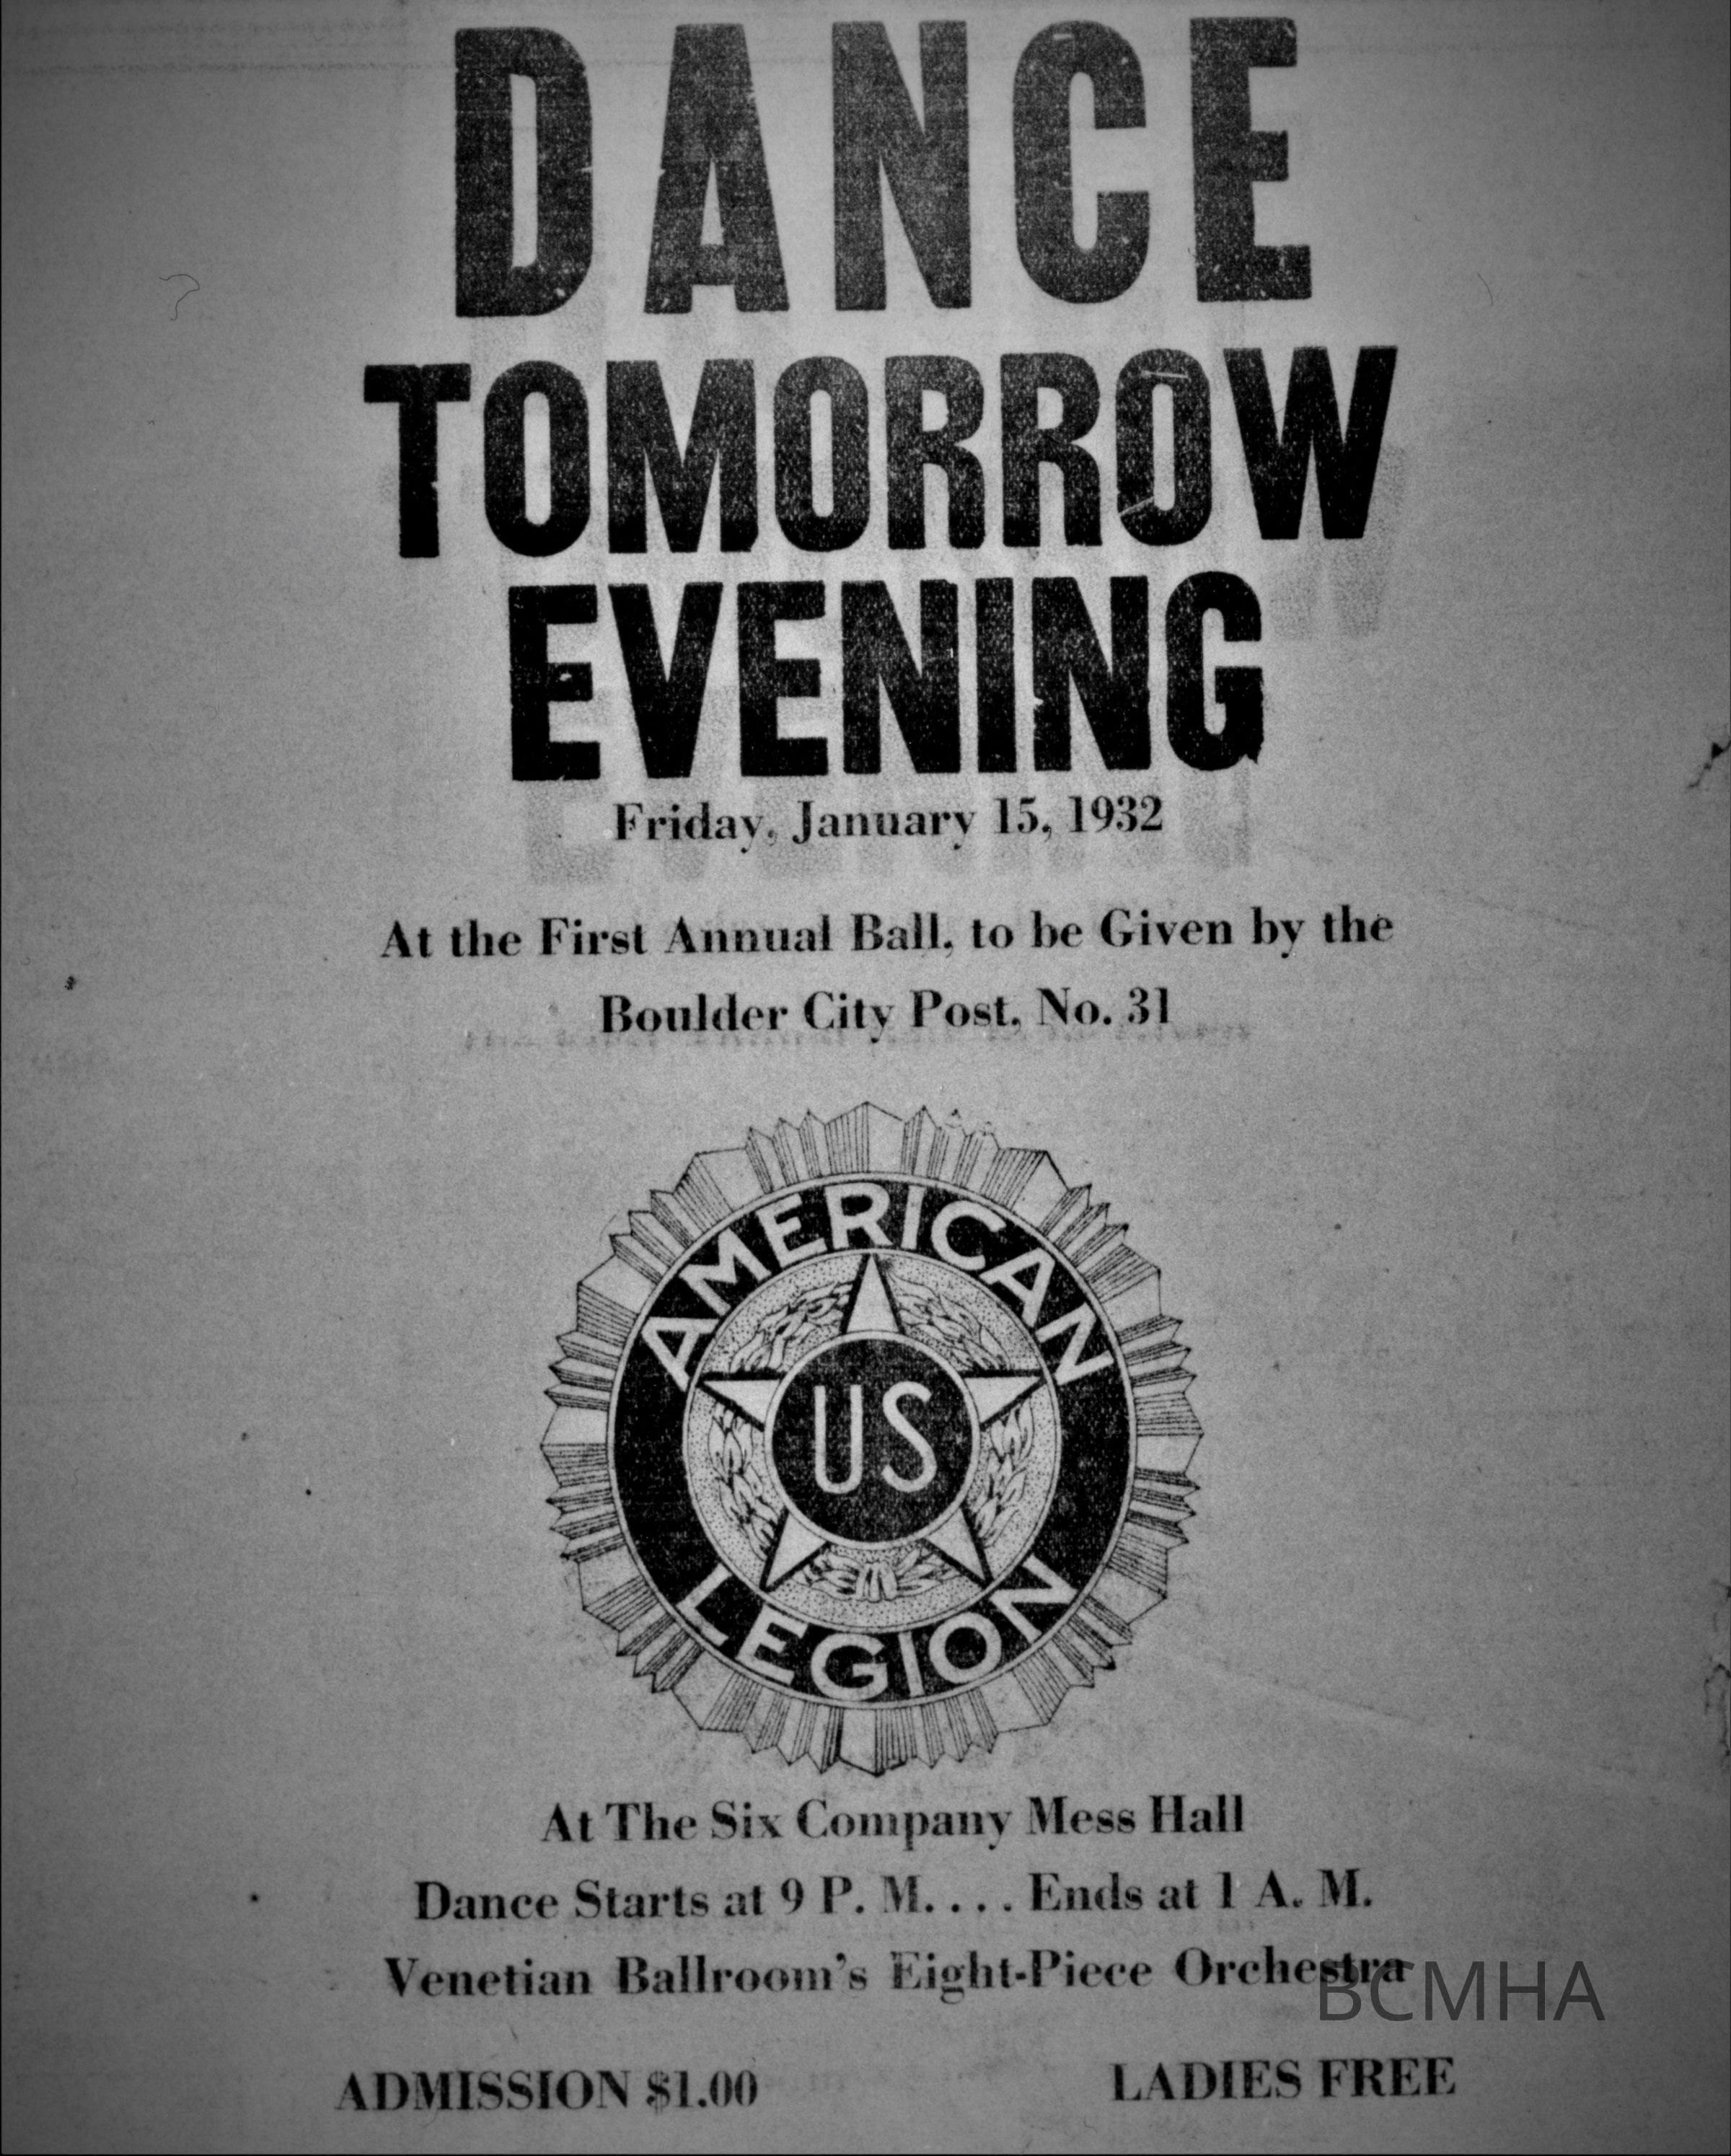 DANCE
TOMORROW
EVENING
Friday, January 15, 1932
At the First Annual Ball, to be Given by the
Boulder City Post, No. 31
AMERICAN
US
LEGION
At The Six Company Mess Hall
Dance Starts at 9 P. M. . . . Ends at 1 A. M.
Venetian Ballroom's Eight-Piece Orchestra
BCMHA
ADMISSION $1.00 LADIES FREE